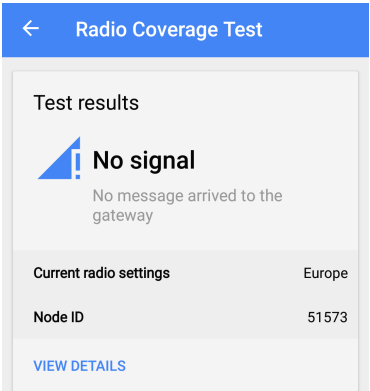 Radio Coverage Test
Test results
No signal
No message arrived to the
gateway
Current radio settings Europe
Node ID 51573
VIEW DETAILS